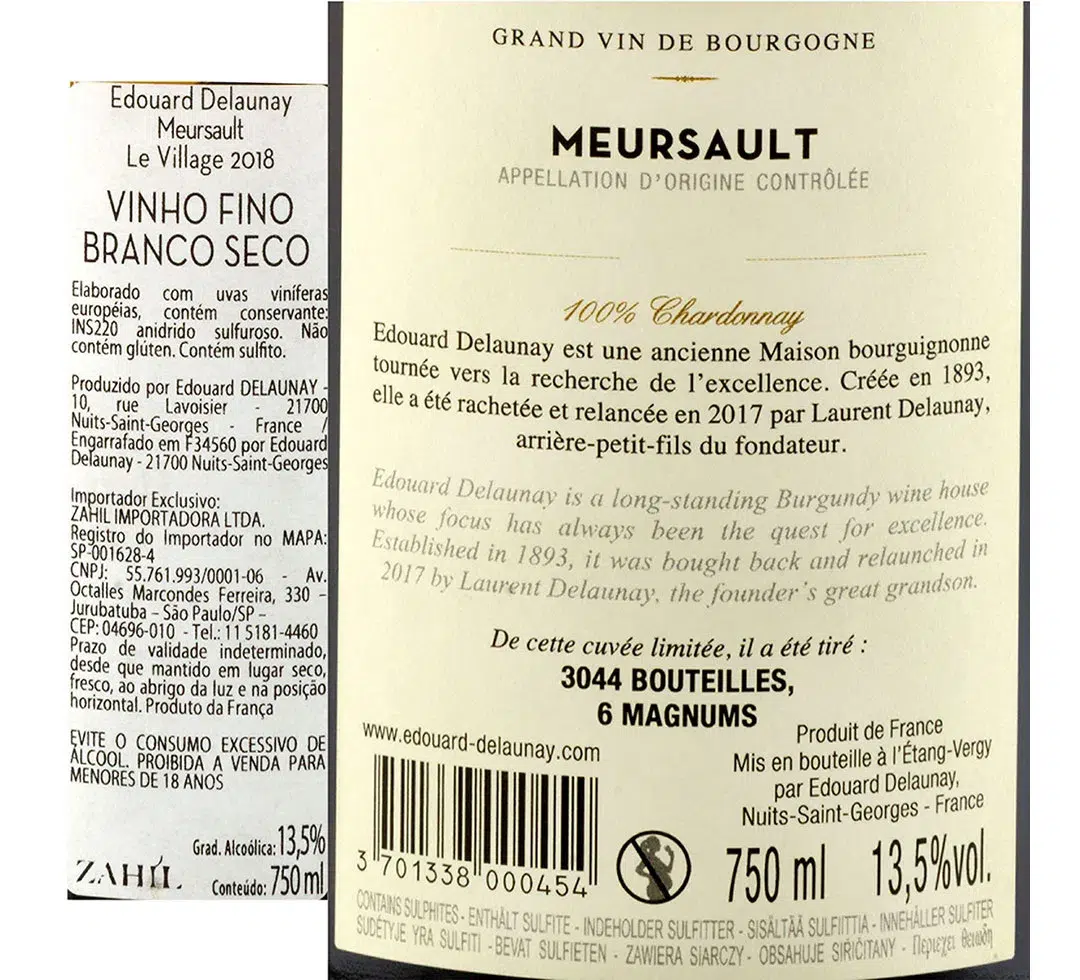 Edouard Delaunay
Meursault
Le Village 2018
VINHO FINO
BRANCO SECO
Elaborado com uvas viníferas
européias, contém conservante:
INS220 anidrido sulfuroso. Não
contém glúten. Contém sulfito.
Produzido por Edouard DELAUNAY -
10, rue Lavoisier - 21700
Nuits-Saint-Georges - France /
Engarrafado em F34560 por Edouard
Delaunay - 21700 Nuits-Saint-Georges
Importador Exclusivo:
ZAHIL IMPORTADORA LTDA.
Registro do Importador no MAPA:
SP-001628-4
CNPJ: 55.761.993/0001-06 - Av.
Octalles Marcondes Ferreira, 330 -
Jurubatuba - São Paulo/SP -
CEP: 04696-010 - Tel.: 11 5181-4460
Prazo de validade indeterminado,
desde que mantido em lugar seco,
fresco, ao abrigo da luz e na posição
horizontal. Produto da França
EVITE O CONSUMO EXCESSIVO DE
ÁLCOOL. PROIBIDA A VENDA PARA
MENORES DE 18 ANOS
Grad. Alcoólica: 13,5%
ZAHIL Conteúdo: 750 ml
GRAND VIN DE BOURGOGNE
MEURSAULT
APPELLATION D'ORIGINE CONTRÔLÉE
100% Chardonnay
Edouard Delaunay est une ancienne Maison bourguignonne
tournée vers la recherche de l'excellence. Créée en 1893,
elle a été rachetée et relancée en 2017 par Laurent Delaunay,
arrière-petit-fils du fondateur.
Edouard Delaunay is a long-standing Burgundy wine house
whose focus has always been the quest for excellence.
Established in 1893, it was bought back and relaunched in
2017 by Laurent Delaunay, the founder's great grandson.
De cette cuvée limitée, il a été tiré :
3044 BOUTEILLES,
6 MAGNUMS
www.edouard-delaunay.com
Produit de France
Mis en bouteille à l'Étang-Vergy
par Edouard Delaunay,
Nuits-Saint-Georges - France
3 701338 000454
750 ml 13,5%vol.
CONTAINS SULPHITES - ENTHÄLT SULFITE - INDEHOLDER SULFITTER - SISÄLTÄÄ SULFIITTIA - INNEHÅLLER SULFITER
SUDĖTYJE YRA SULFITI - BEVAT SULFIETEN - ZAWIERA SIARCZY - OBSAHUJE SIŘIČITANY - Περιεχει θειωδη